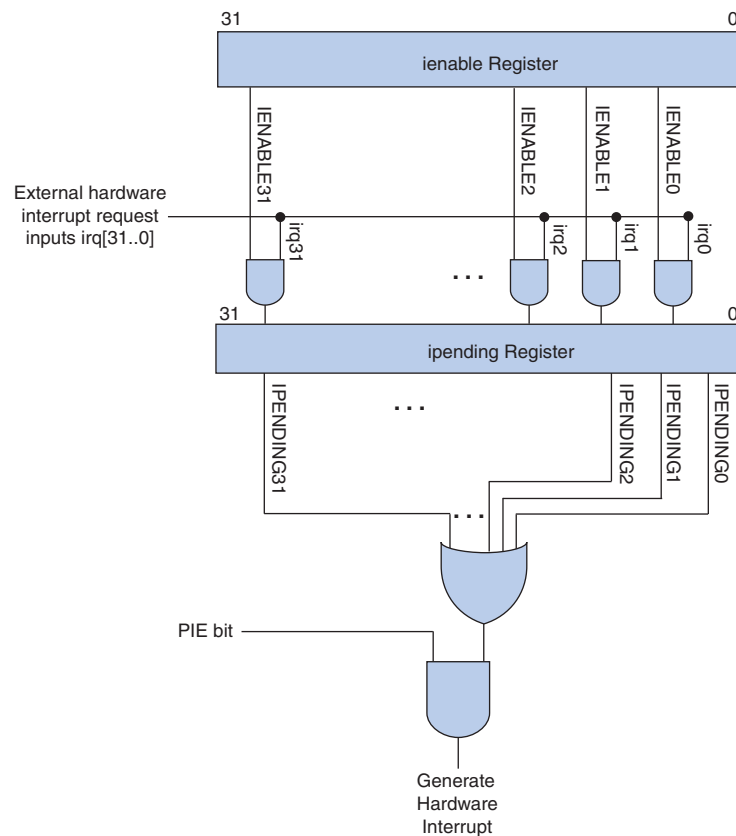 31 0
ienable Register
IENABLE31
IENABLE2
IENABLE1
IENABLE0
External hardware
interrupt request
inputs irq[31..0]
irq31
irq2
irq1
irq0
...
31 0
ipending Register
IPENDING31
...
IPENDING2
IPENDING1
IPENDING0
...
PIE bit
Generate
Hardware
Interrupt